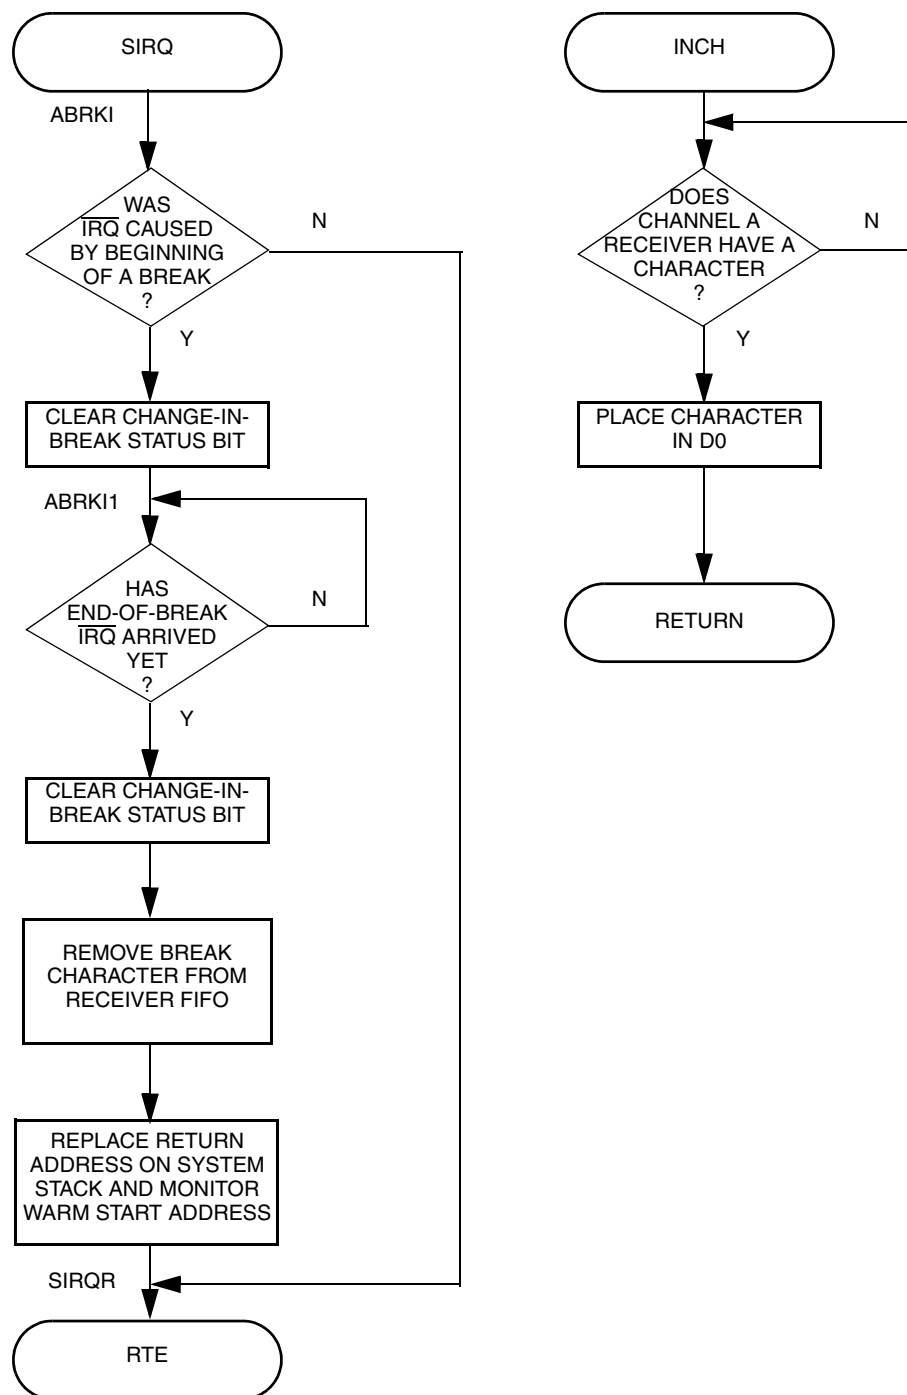 SIRQ
ABRKI
WAS
IRQ CAUSED
BY BEGINNING
OF A BREAK
?
N
Y
CLEAR CHANGE-IN-
BREAK STATUS BIT
ABRKI1
HAS
END-OF-BREAK
IRQ ARRIVED
YET
?
N
Y
CLEAR CHANGE-IN-
BREAK STATUS BIT
REMOVE BREAK
CHARACTER FROM
RECEIVER FIFO
REPLACE RETURN
ADDRESS ON SYSTEM
STACK AND MONITOR
WARM START ADDRESS
SIRQR
RTE
INCH
DOES
CHANNEL A
RECEIVER HAVE A
CHARACTER
?
N
Y
PLACE CHARACTER
IN D0
RETURN